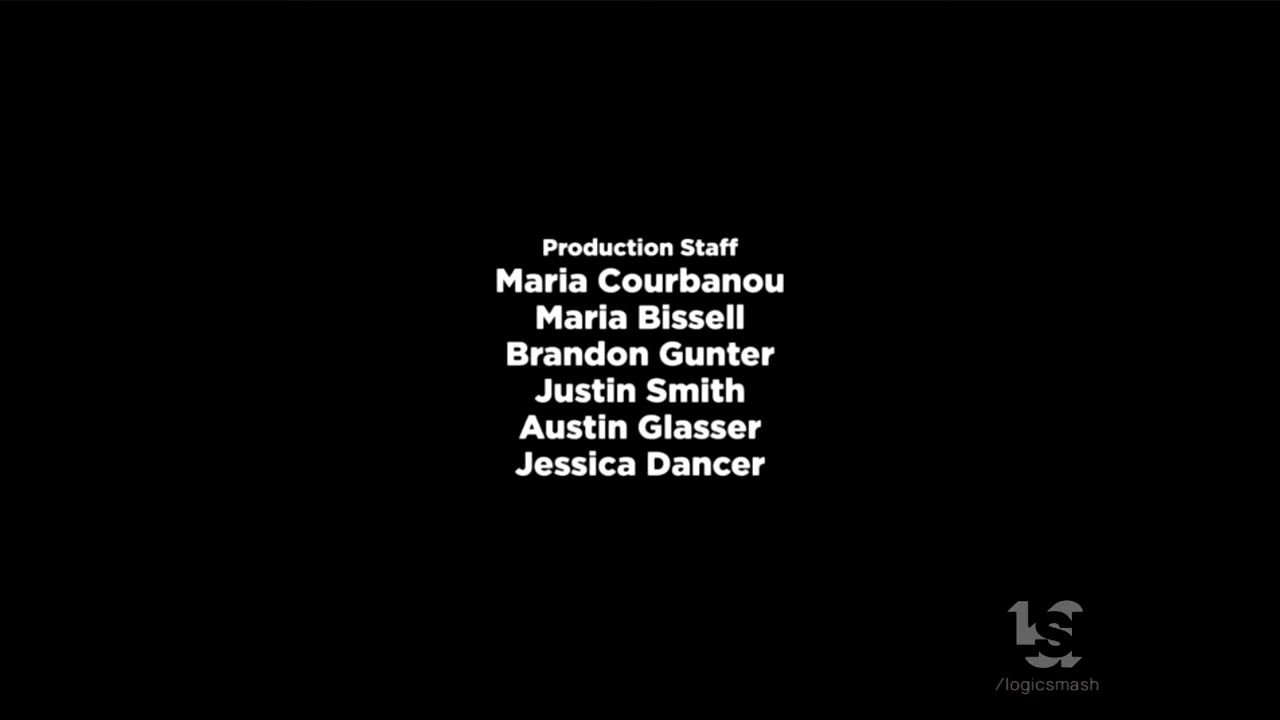 Production Staff
Maria Courbanou
Maria Bissell
Brandon Gunter
Justin Smith
Austin Glasser
Jessica Dancer
/logicsmash